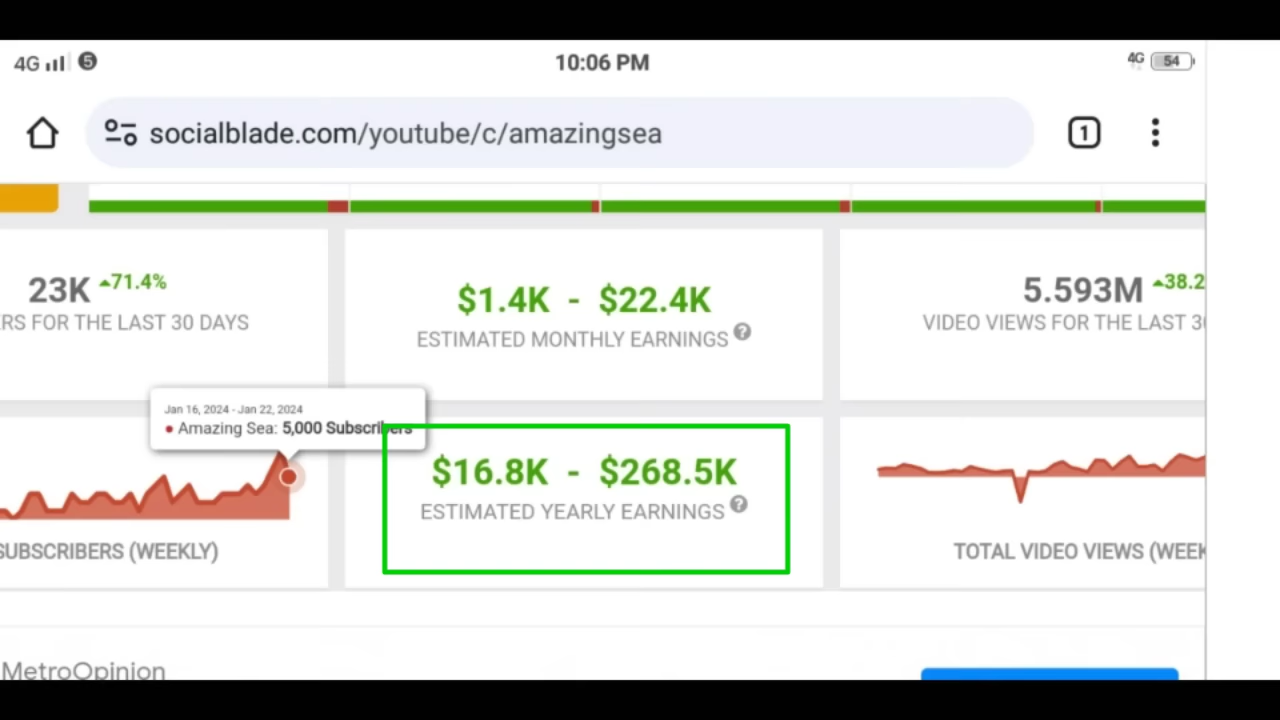 4G 5 10:06 PM 4G 54
socialblade.com/youtube/c/amazingsea 1
23K 71.4%
RS FOR THE LAST 30 DAYS
$1.4K - $22.4K
ESTIMATED MONTHLY EARNINGS ?
5.593M 38.2
VIDEO VIEWS FOR THE LAST 3
Jan 16, 2024 - Jan 22, 2024
Amazing Sea: 5,000 Subscribers
SUBSCRIBERS (WEEKLY)
$16.8K - $268.5K
ESTIMATED YEARLY EARNINGS ?
TOTAL VIDEO VIEWS (WEEK
MetroOpinion